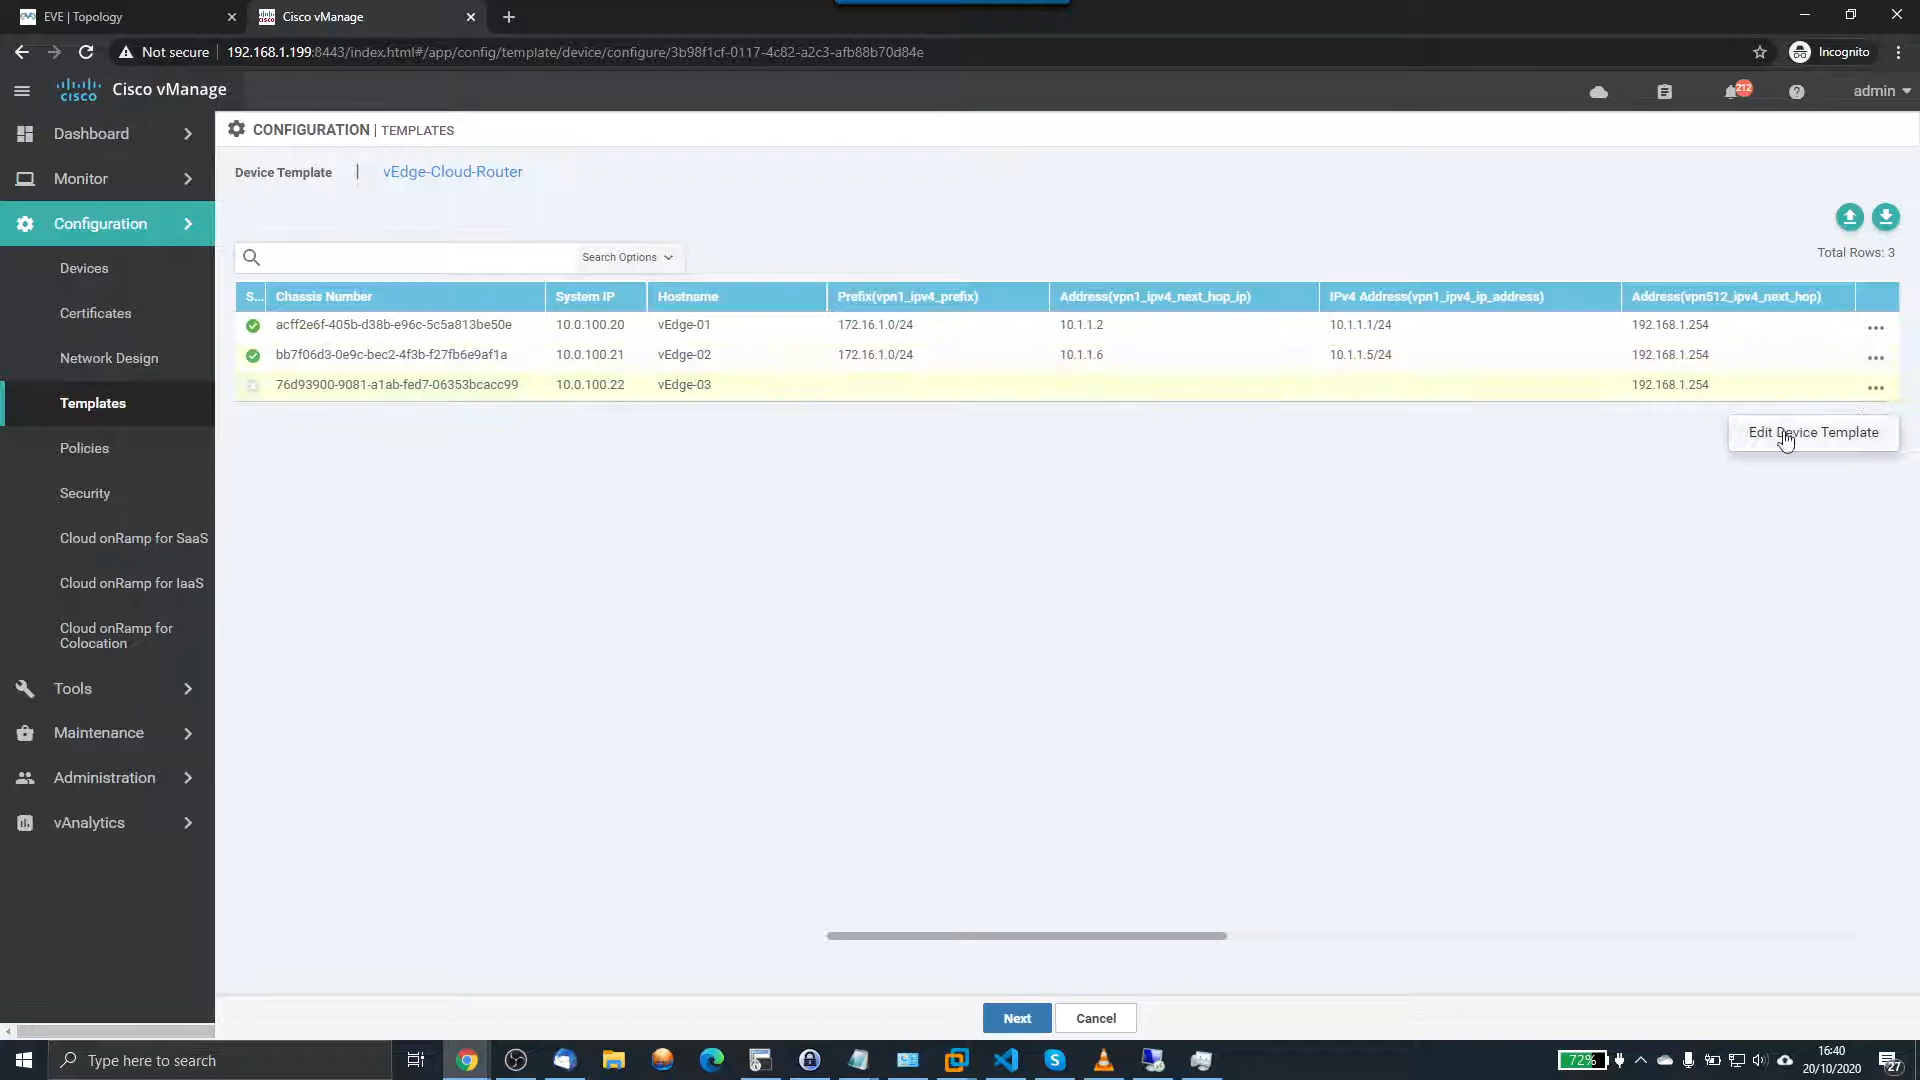 EVE | Topology
Cisco vManage
Not secure
192.168.1.199:8443/index.html#/app/config/template/device/configure/3b98f1cf-0117-4c82-a2c3-afb88b70d84e
Incognito
CISCO
Cisco vManage
212
admin
Dashboard
Monitor
Configuration
Devices
Certificates
Network Design
Templates
Policies
Security
Cloud onRamp for SaaS
Cloud onRamp for IaaS
Cloud onRamp for
Colocation
Tools
Maintenance
Administration
vAnalytics
CONFIGURATION | TEMPLATES
Device Template | vEdge-Cloud-Router
Search Options
Total Rows: 3
S... Chassis Number System IP Hostname Prefix(vpn1_ipv4_prefix) Address(vpn1_ipv4_next_hop_ip) IPv4 Address(vpn1_ipv4_ip_address) Address(vpn512_ipv4_next_hop)
acff2e6f-405b-d38b-e96c-5c5a813be50e 10.0.100.20 vEdge-01 172.16.1.0/24 10.1.1.2 10.1.1.1/24 192.168.1.254 •••
bb7f06d3-0e9c-bec2-4f3b-f27fb6e9af1a 10.0.100.21 vEdge-02 172.16.1.0/24 10.1.1.6 10.1.1.5/24 192.168.1.254 •••
76d93900-9081-a1ab-fed7-06353bcacc99 10.0.100.22 vEdge-03 192.168.1.254 •••
Edit Device Template
Next
Cancel
Type here to search
72%
16:40
20/10/2020
27